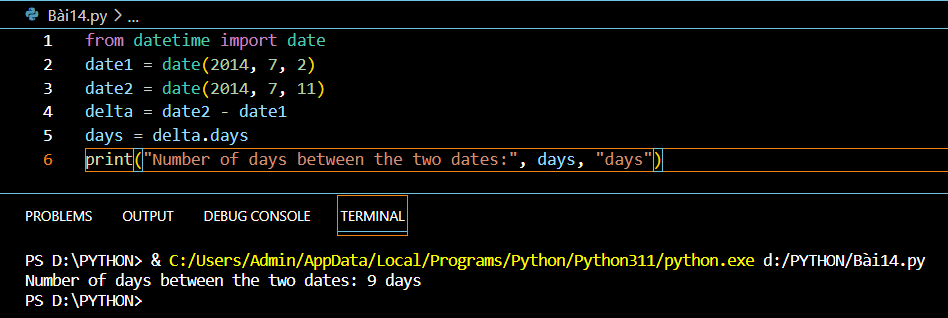 Bài14.py > ...
1 from datetime import date
2 date1 = date(2014, 7, 2)
3 date2 = date(2014, 7, 11)
4 delta = date2 - date1
5 days = delta.days
6 print("Number of days between the two dates:", days, "days")
PROBLEMS OUTPUT DEBUG CONSOLE TERMINAL
PS D:\PYTHON> & C:/Users/Admin/AppData/Local/Programs/Python/Python311/python.exe d:/PYTHON/Bài14.py
Number of days between the two dates: 9 days
PS D:\PYTHON>